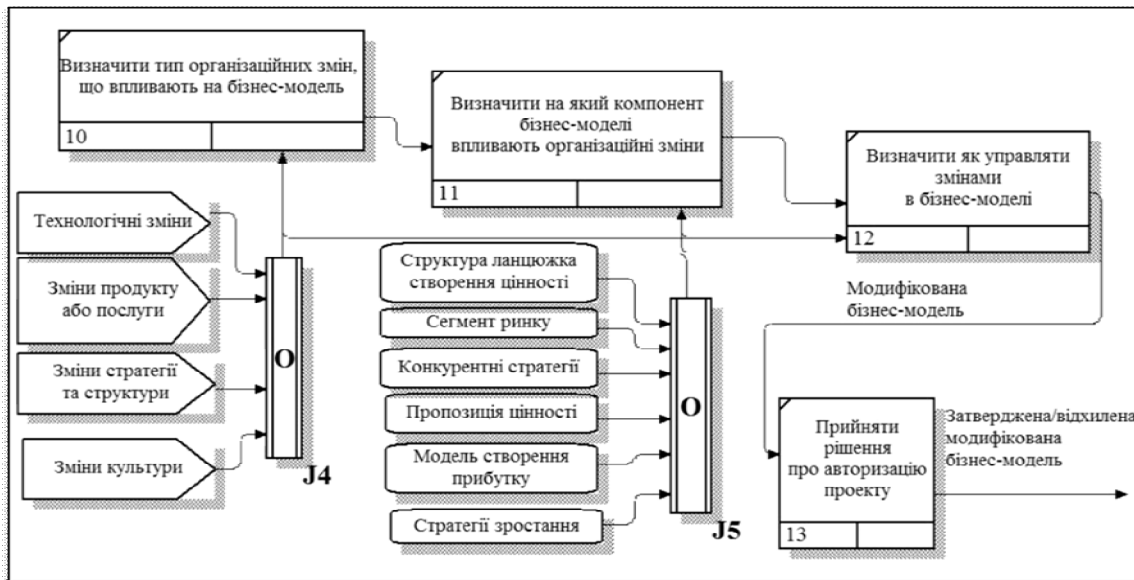 Визначити тип організаційних змін,
що впливають на бізнес-модель
10
Визначити на який компонент
бізнес-моделі
впливають організаційні зміни
11
Визначити як управляти
змінами
в бізнес-моделі
12
Технологічні зміни
Зміни продукту
або послуги
Зміни стратегії
та структури
Зміни культури
O
J4
Структура ланцюжка
створення цінності
Сегмент ринку
Конкурентні стратегії
Пропозиція цінності
Модель створення
прибутку
Стратегії зростання
O
J5
Модифікована
бізнес-модель
Прийняти
рішення
про авторизацію
проекту
13
Затверджена/відхилена
модифікована
бізнес-модель